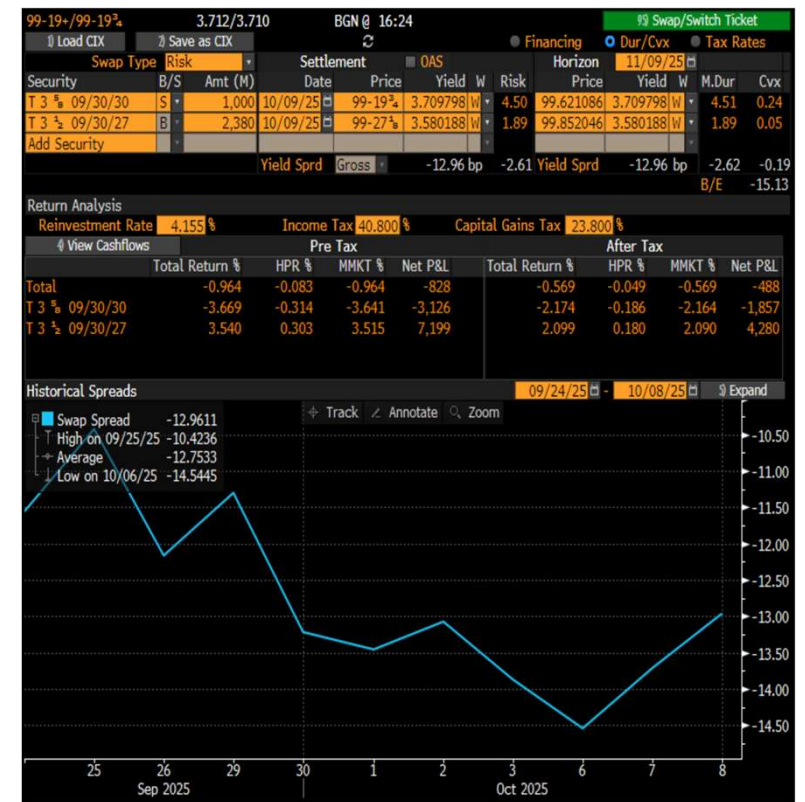 99-19+/99-19¾ 3.712/3.710 BGN @ 16:24 95) Swap/Switch Ticket
1) Load CIX 2) Save as CIX Financing Dur/Cvx Tax Rates
Swap Type Risk Settlement OAS Horizon 11/09/25
Security B/S Amt (M) Date Price Yield W Risk Price Yield W M.Dur Cvx
T 3 ⅝ 09/30/30 S 1,000 10/09/25 99-19¾ 3.709798 W 4.50 99.621086 3.709798 W 4.51 0.24
T 3 ½ 09/30/27 B 2,380 10/09/25 99-27⅛ 3.580188 W 1.89 99.852046 3.580188 W 1.89 0.05
Add Security
Yield Sprd Gross -12.96 bp -2.61 Yield Sprd -12.96 bp -2.62 -0.19
B/E -15.13
Return Analysis
Reinvestment Rate 4.155 % Income Tax 40.800 % Capital Gains Tax 23.800 %
View Cashflows Pre Tax After Tax
Total Return % HPR % MMKT % Net P&L Total Return % HPR % MMKT % Net P&L
Total -0.964 -0.083 -0.964 -828 -0.569 -0.049 -0.569 -488
T 3 ⅝ 09/30/30 -3.669 -0.314 -3.641 -3,126 -2.174 -0.186 -2.164 -1,857
T 3 ½ 09/30/27 3.540 0.303 3.515 7,199 2.099 0.180 2.090 4,280
Historical Spreads 09/24/25 - 10/08/25 5) Expand
Track Annotate Zoom
Swap Spread -12.9611
High on 09/25/25 -10.4236
Average -12.7533
Low on 10/06/25 -14.5445
-10.50
-11.00
-11.50
-12.00
-12.50
-13.00
-13.50
-14.00
-14.50
25 26 29 30 1 2 3 6 7 8
Sep 2025 Oct 2025